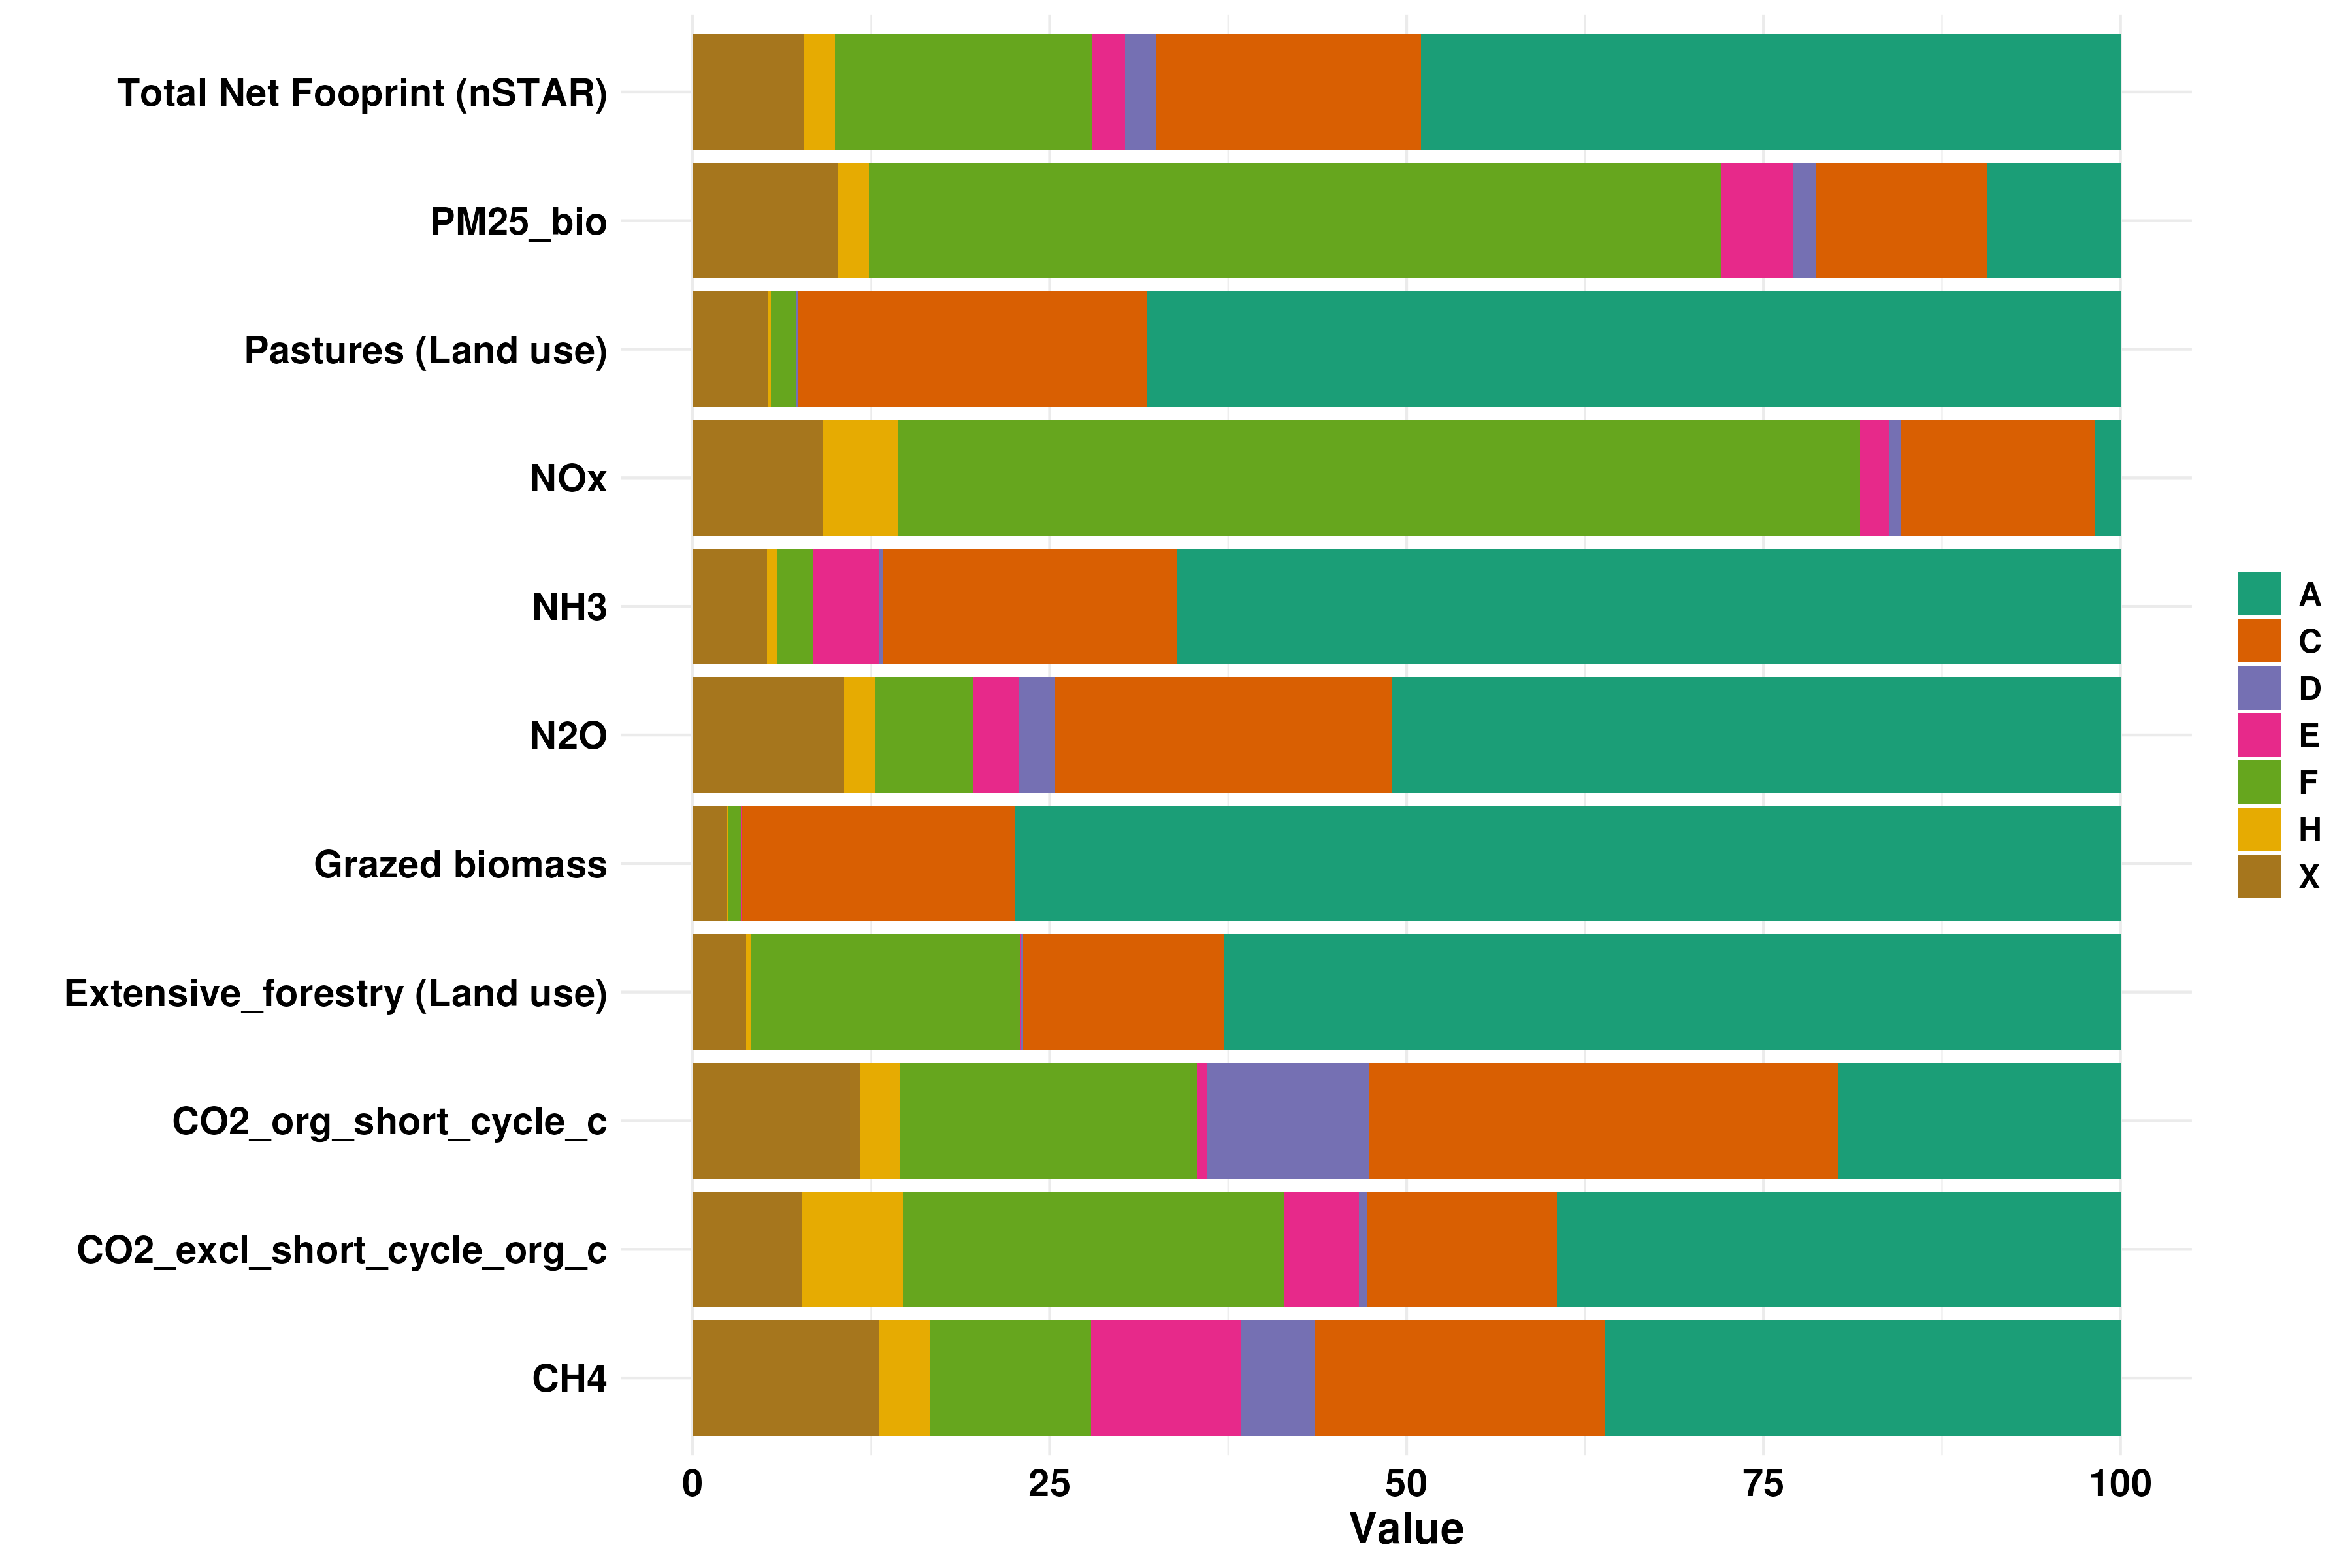 Total Net Fooprint (nSTAR)
PM25_bio
Pastures (Land use)
NOx
NH3
N2O
Grazed biomass
Extensive_forestry (Land use)
CO2_org_short_cycle_c
CO2_excl_short_cycle_org_c
CH4
0 25 50 75 100
Value
A
C
D
E
F
H
X